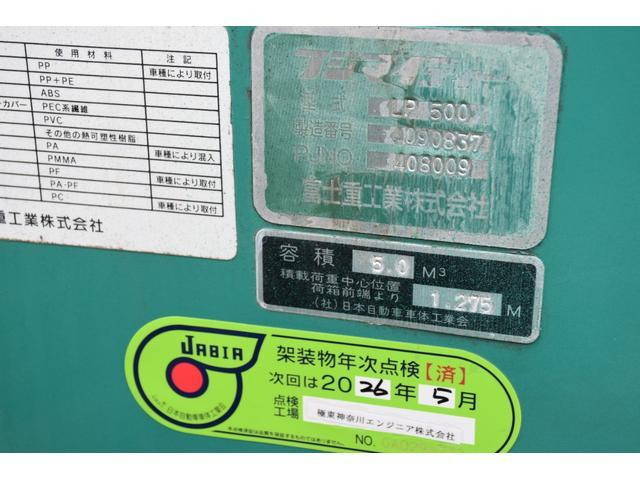 使用材料 注記
PP 車種により取付
PP+PE
ABS
カバー PEC系繊維
PVC
その他の熱可塑性樹脂
PA 車種により混入
PMMA
PF 車種により取付
PA-PF
PC 車種により取付
重工業株式会社
フジマイティー
型式 LP 500
製造番号 J090837
P.J.NO. 408009
富士重工業株式会社
容積 5.0 M³
積載荷重中心位置
荷箱前端より 1.275 M
(社)日本自動車車体工業会
JABIA
架装物年次点検【済】
次回は2026年5月
点検
工場 極東神奈川エンジニア株式会社
NO.